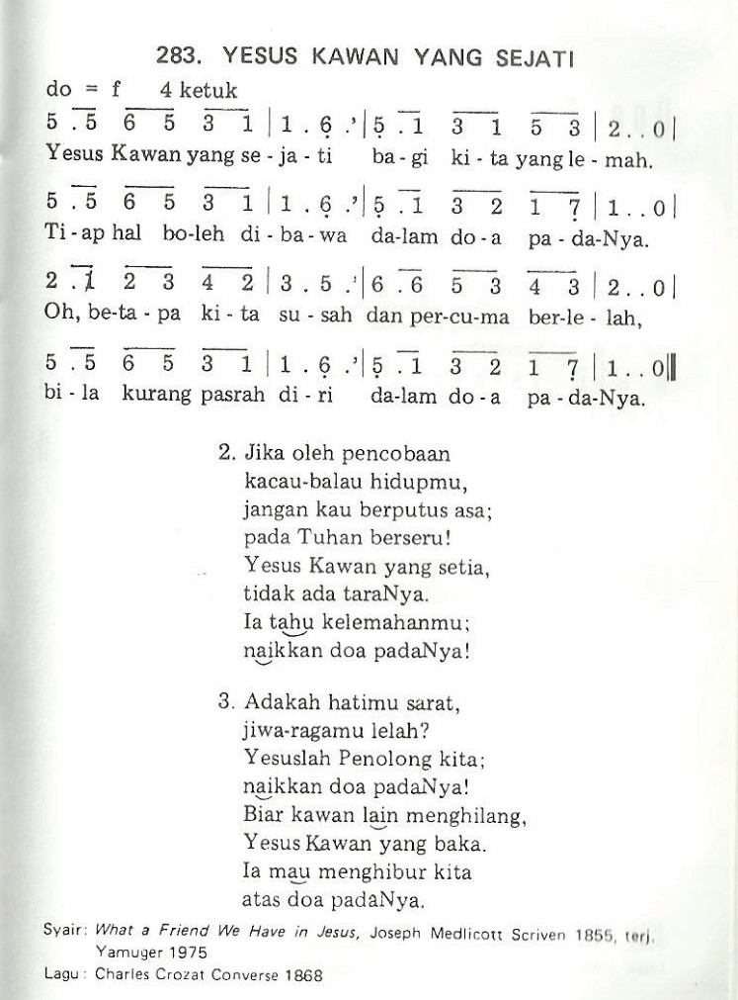 283. YESUS KAWAN YANG SEJATI
do = f 4 ketuk
5 . 5 6 5 3 1 | 1 . 6̣ .' | 5̣ . 1 3 1 5 3 | 2 . . 0 |
Yesus Kawan yang se - ja - ti ba - gi ki - ta yang le - mah.
5 . 5 6 5 3 1 | 1 . 6̣ .' | 5̣ . 1 3 2 1 7̣ | 1 . . 0 |
Ti - ap hal bo-leh di - ba - wa da-lam do - a pa - da-Nya.
2 . 1 2 3 4 2 | 3 . 5 .' | 6 . 6 5 3 4 3 | 2 . . 0 |
Oh, be-ta - pa ki - ta su - sah dan per-cu-ma ber-le - lah,
5 . 5 6 5 3 1 | 1 . 6̣ .' | 5̣ . 1 3 2 1 7̣ | 1 . . 0 ||
bi - la kurang pasrah di - ri da-lam do - a pa - da-Nya.
2. Jika oleh pencobaan
kacau-balau hidupmu,
jangan kau berputus asa;
pada Tuhan berseru!
Yesus Kawan yang setia,
tidak ada taraNya.
Ia tahu kelemahanmu;
naikkan doa padaNya!
3. Adakah hatimu sarat,
jiwa-ragamu lelah?
Yesuslah Penolong kita;
naikkan doa padaNya!
Biar kawan lain menghilang,
Yesus Kawan yang baka.
Ia mau menghibur kita
atas doa padaNya.
Syair: What a Friend We Have in Jesus, Joseph Medlicott Scriven 1855, terj.
Yamuger 1975
Lagu : Charles Crozat Converse 1868